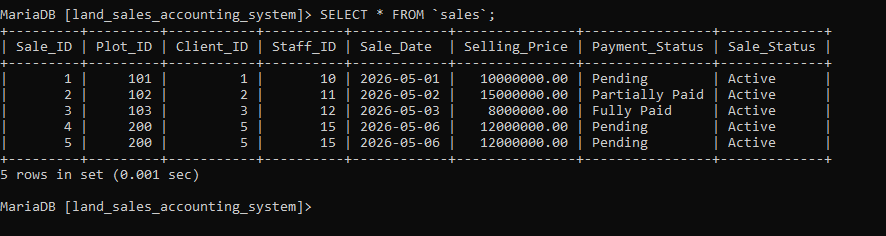 MariaDB [land_sales_accounting_system]> SELECT * FROM `sales`;
+---------+---------+-----------+----------+------------+---------------+----------------+-------------+
| Sale_ID | Plot_ID | Client_ID | Staff_ID | Sale_Date  | Selling_Price | Payment_Status | Sale_Status |
+---------+---------+-----------+----------+------------+---------------+----------------+-------------+
|       1 |     101 |         1 |       10 | 2026-05-01 |   10000000.00 | Pending        | Active      |
|       2 |     102 |         2 |       11 | 2026-05-02 |   15000000.00 | Partially Paid | Active      |
|       3 |     103 |         3 |       12 | 2026-05-03 |    8000000.00 | Fully Paid     | Active      |
|       4 |     200 |         5 |       15 | 2026-05-06 |   12000000.00 | Pending        | Active      |
|       5 |     200 |         5 |       15 | 2026-05-06 |   12000000.00 | Pending        | Active      |
+---------+---------+-----------+----------+------------+---------------+----------------+-------------+
5 rows in set (0.001 sec)
MariaDB [land_sales_accounting_system]>